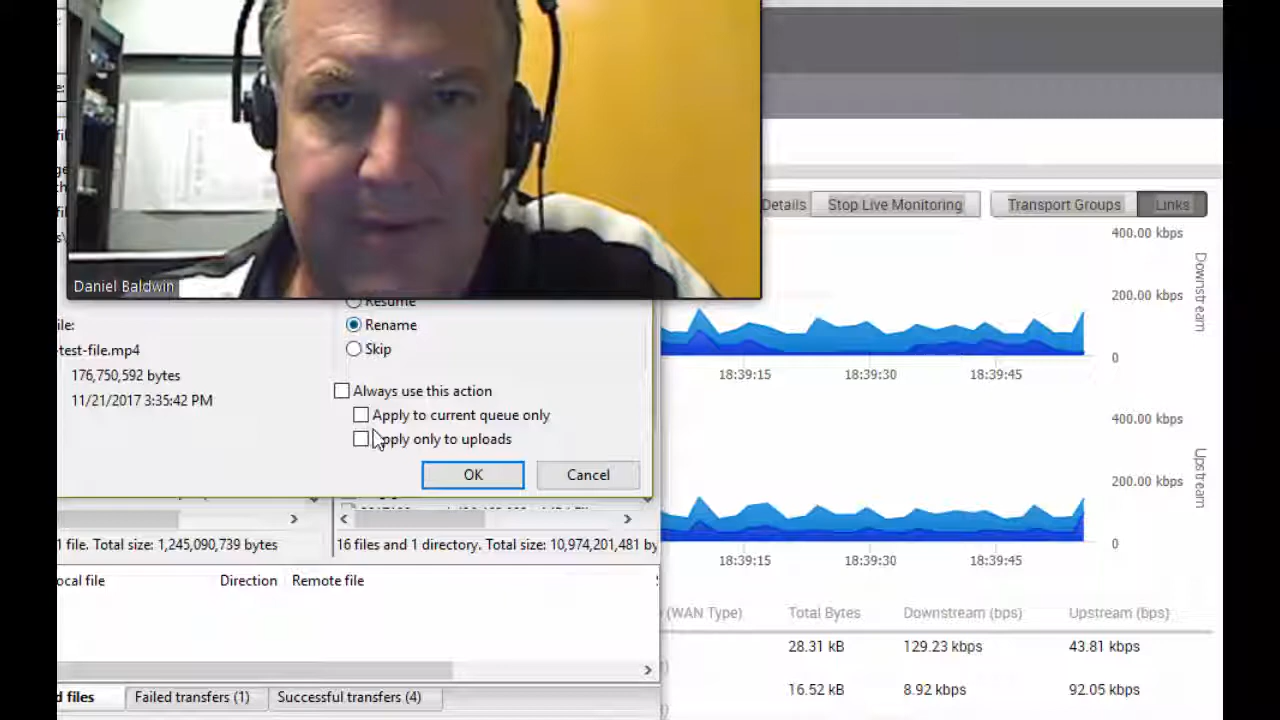 Daniel Baldwin
Details
Stop Live Monitoring
Transport Groups
Links
400.00 kbps
200.00 kbps
0
Downstream
18:39:15
18:39:30
18:39:45
400.00 kbps
200.00 kbps
0
Upstream
18:39:15
18:39:30
18:39:45
(WAN Type)
Total Bytes
Downstream (bps)
Upstream (bps)
28.31 kB
129.23 kbps
43.81 kbps
16.52 kB
8.92 kbps
92.05 kbps
Resume
Rename
Skip
ile:
-test-file.mp4
176,750,592 bytes
11/21/2017 3:35:42 PM
Always use this action
Apply to current queue only
pply only to uploads
OK
Cancel
1 file. Total size: 1,245,090,739 bytes
16 files and 1 directory. Total size: 10,974,201,481 by
ocal file
Direction
Remote file
d files
Failed transfers (1)
Successful transfers (4)